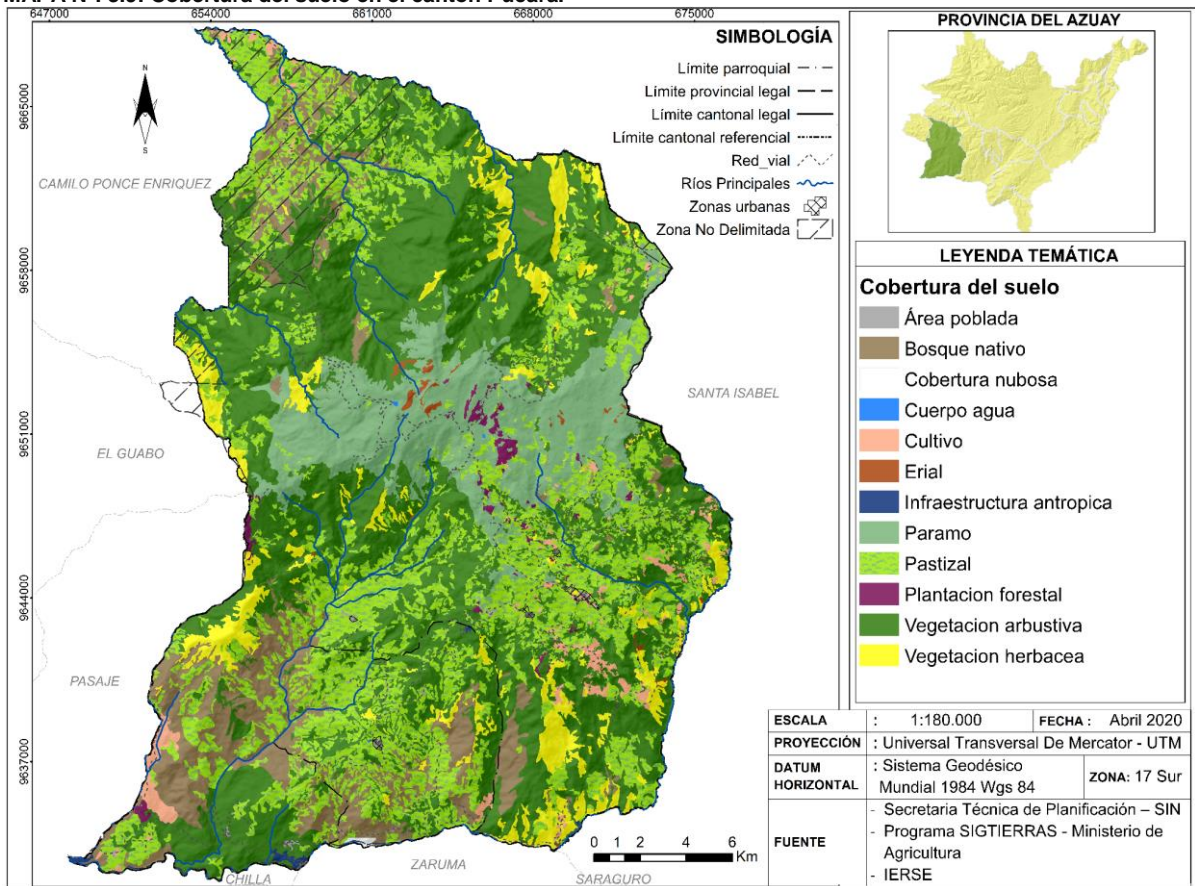 647000 654000 661000 668000 675000
SIMBOLOGÍA
Límite parroquial
Límite provincial legal
Límite cantonal legal
Límite cantonal referencial
Red_vial
Ríos Principales
Zonas urbanas
Zona No Delimitada
N
S
9665000
9658000
9651000
9644000
9637000
CAMILO PONCE ENRIQUEZ
EL GUABO
PASAJE
SANTA ISABEL
CHILLA
ZARUMA
SARAGURO
0 1 2 4 6
Km
PROVINCIA DEL AZUAY
LEYENDA TEMÁTICA
Cobertura del suelo
Área poblada
Bosque nativo
Cobertura nubosa
Cuerpo agua
Cultivo
Erial
Infraestructura antropica
Paramo
Pastizal
Plantacion forestal
Vegetacion arbustiva
Vegetacion herbacea
ESCALA : 1:180.000 FECHA : Abril 2020
PROYECCIÓN : Universal Transversal De Mercator - UTM
DATUM HORIZONTAL : Sistema Geodésico
Mundial 1984 Wgs 84
ZONA: 17 Sur
FUENTE
- Secretaria Técnica de Planificación – SIN
- Programa SIGTIERRAS - Ministerio de
Agricultura
- IERSE